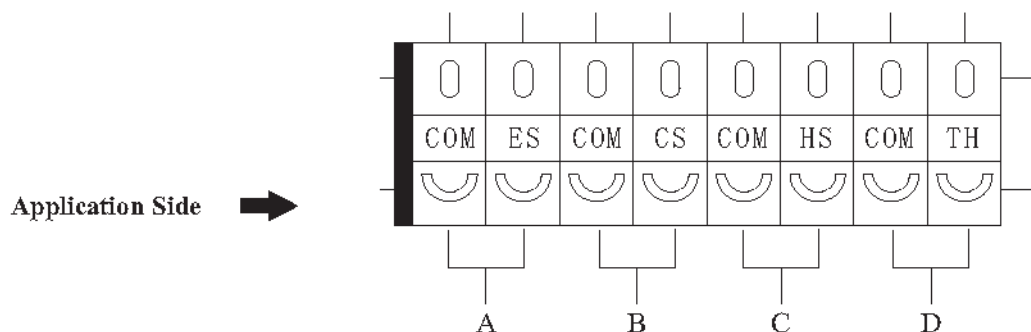 COM ES COM CS COM HS COM TH
Application Side
A B C D